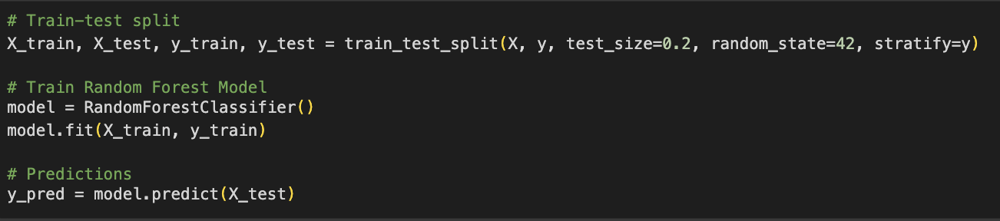 # Train-test split
X_train, X_test, y_train, y_test = train_test_split(X, y, test_size=0.2, random_state=42, stratify=y)
# Train Random Forest Model
model = RandomForestClassifier()
model.fit(X_train, y_train)
# Predictions
y_pred = model.predict(X_test)